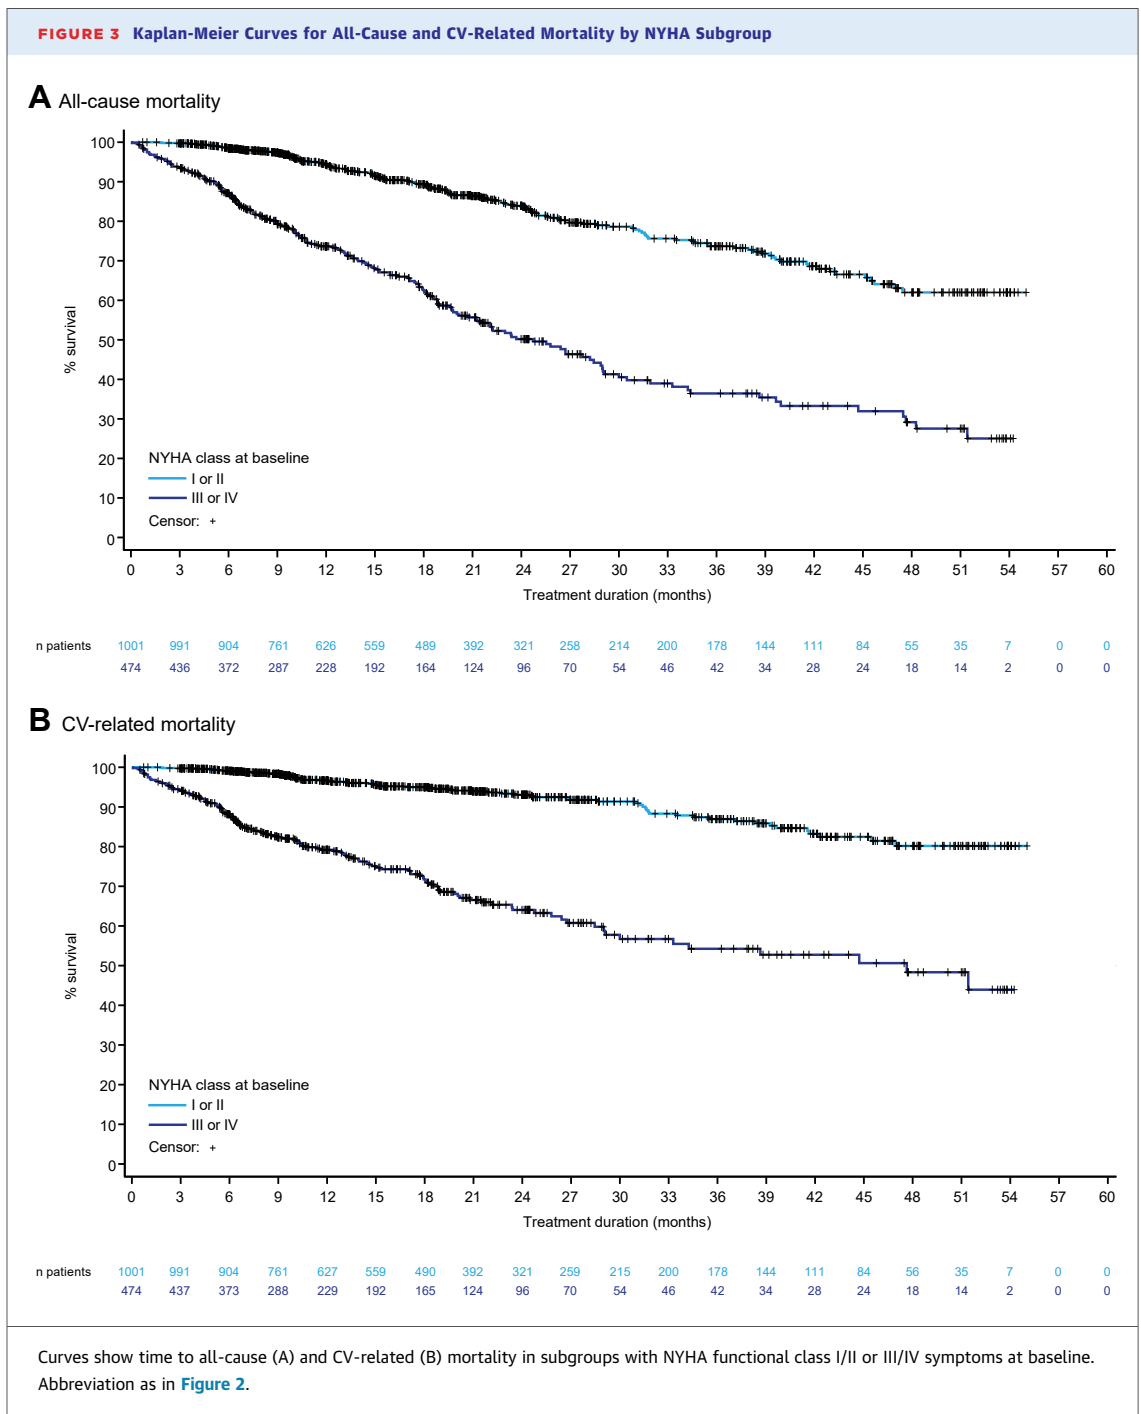 FIGURE 3 Kaplan-Meier Curves for All-Cause and CV-Related Mortality by NYHA Subgroup
A All-cause mortality
100
90
80
70
60
50
40
30
20
10
0
% survival
NYHA class at baseline
I or II
III or IV
Censor: +
0 3 6 9 12 15 18 21 24 27 30 33 36 39 42 45 48 51 54 57 60
Treatment duration (months)
n patients 1001 991 904 761 626 559 489 392 321 258 214 200 178 144 111 84 55 35 7 0 0
474 436 372 287 228 192 164 124 96 70 54 46 42 34 28 24 18 14 2 0 0
B CV-related mortality
100
90
80
70
60
50
40
30
20
10
0
% survival
NYHA class at baseline
I or II
III or IV
Censor: +
0 3 6 9 12 15 18 21 24 27 30 33 36 39 42 45 48 51 54 57 60
Treatment duration (months)
n patients 1001 991 904 761 627 559 490 392 321 259 215 200 178 144 111 84 56 35 7 0 0
474 437 373 288 229 192 165 124 96 70 54 46 42 34 28 24 18 14 2 0 0
Curves show time to all-cause (A) and CV-related (B) mortality in subgroups with NYHA functional class I/II or III/IV symptoms at baseline.
Abbreviation as in Figure 2.